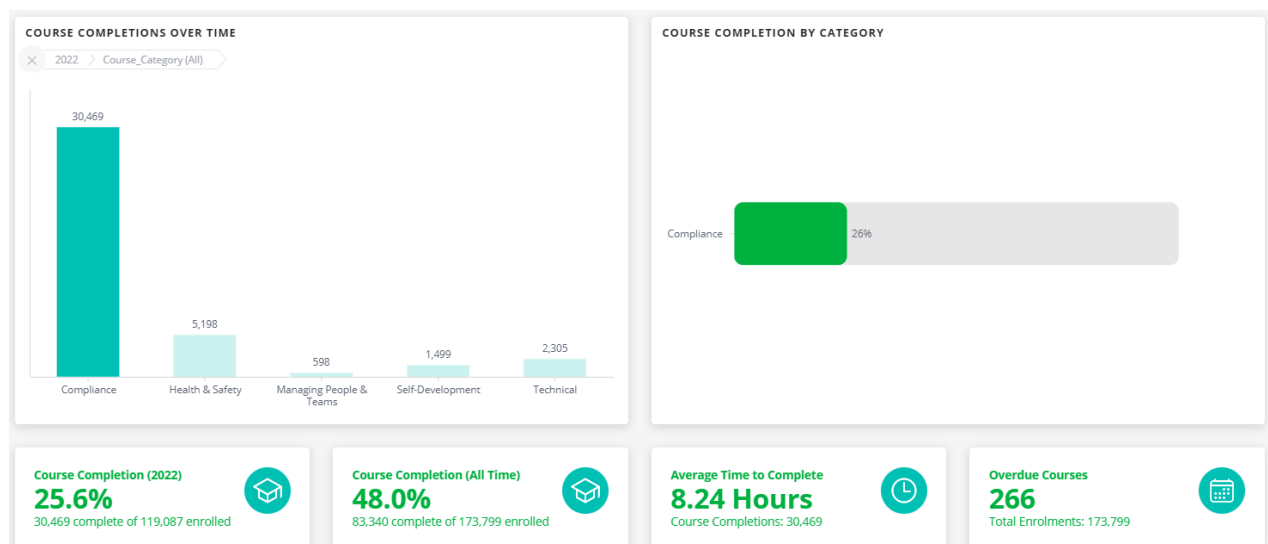 COURSE COMPLETIONS OVER TIME
2022
Course_Category (All)
30,469
5,198
598
1,499
2,305
Compliance
Health & Safety
Managing People &
Teams
Self-Development
Technical
COURSE COMPLETION BY CATEGORY
Compliance
26%
Course Completion (2022)
25.6%
30,469 complete of 119,087 enrolled
Course Completion (All Time)
48.0%
83,340 complete of 173,799 enrolled
Average Time to Complete
8.24 Hours
Course Completions: 30,469
Overdue Courses
266
Total Enrolments: 173,799